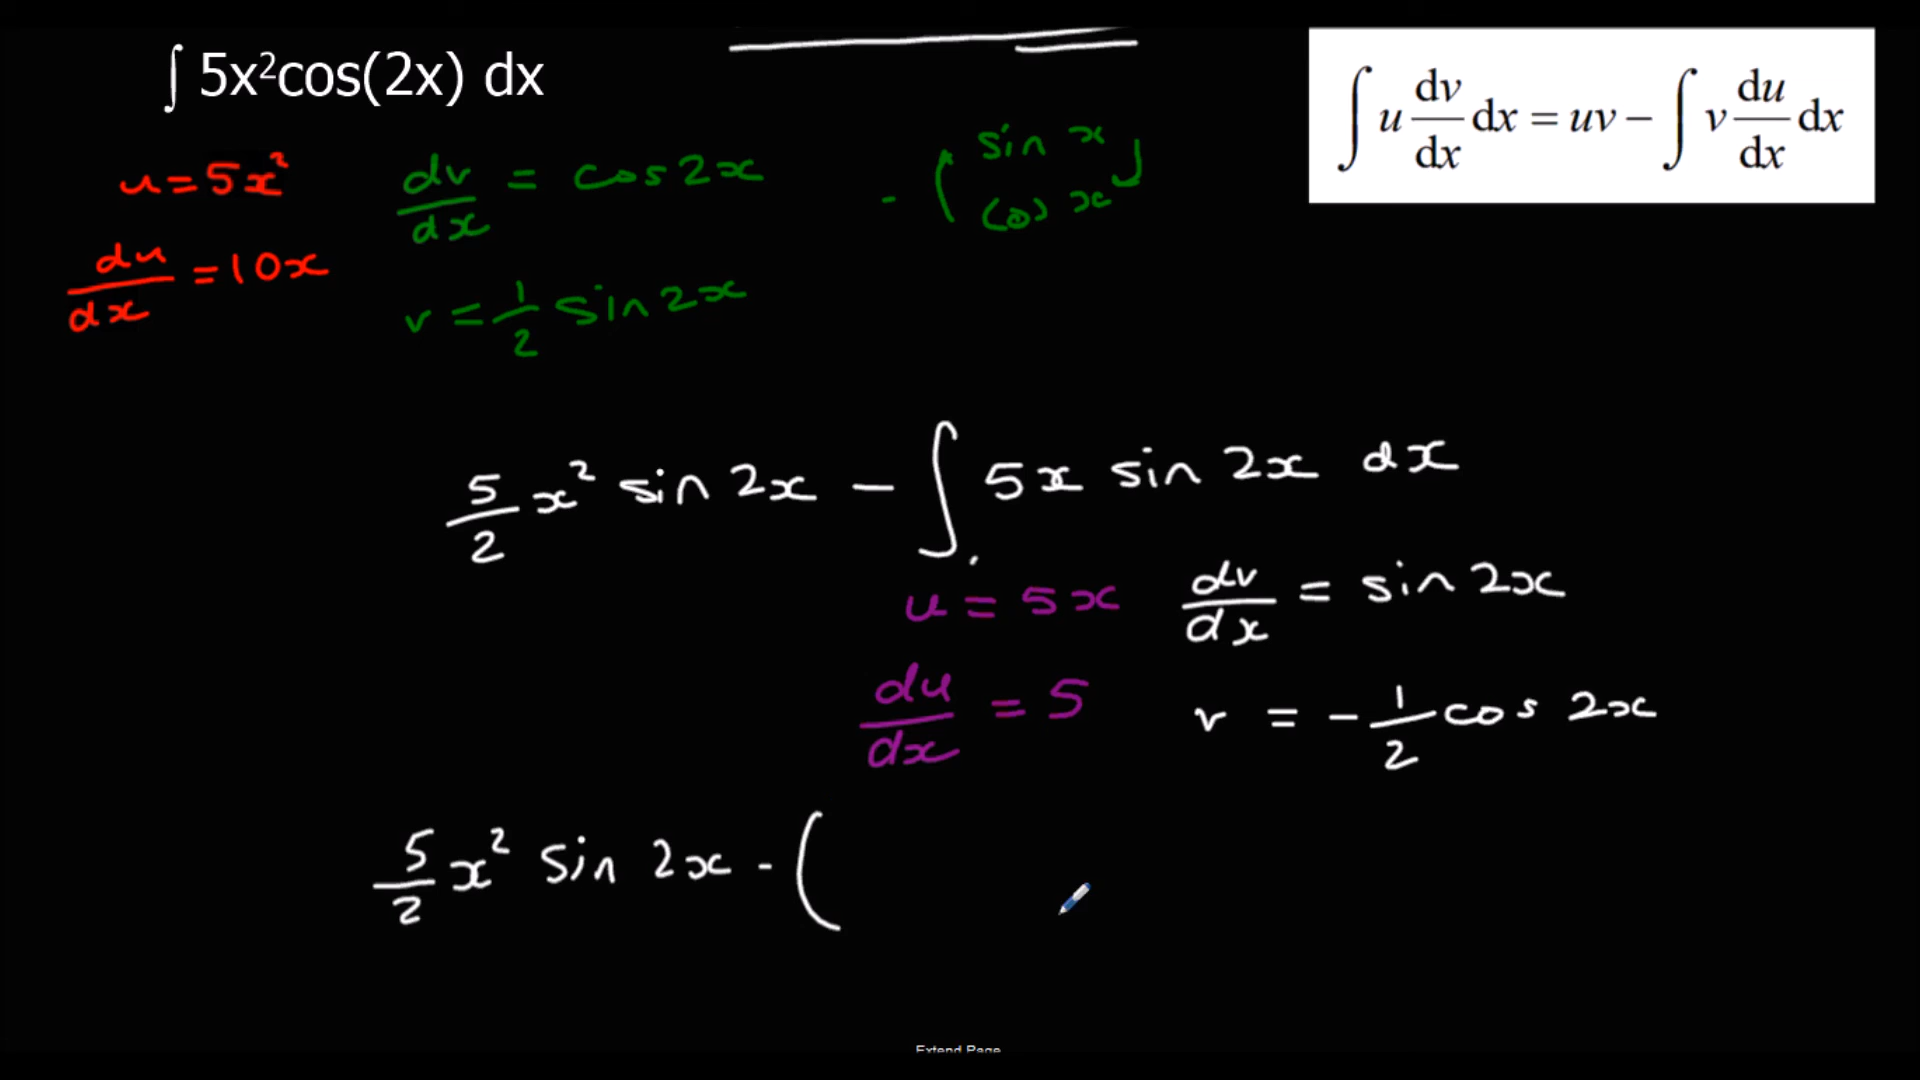 ∫ 5x²cos(2x) dx
∫ u dv/dx dx = uv − ∫ v du/dx dx
u = 5x²
dv/dx = cos 2x
- ( sin x
cos x
du/dx = 10x
v = 1/2 sin 2x
5/2 x² sin 2x − ∫ 5x sin 2x dx
u = 5x
dv/dx = sin 2x
du/dx = 5
v = -1/2 cos 2x
5/2 x² sin 2x - (
Extend Page